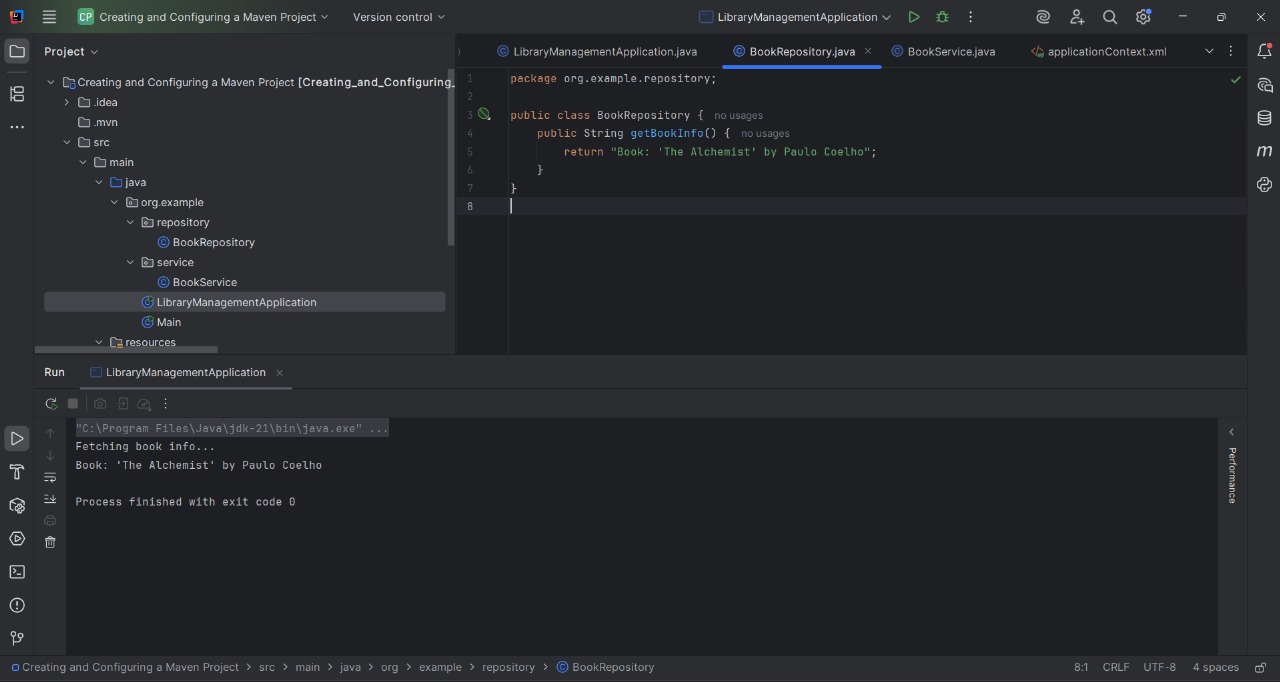 CP Creating and Configuring a Maven Project Version control LibraryManagementApplication
Project
LibraryManagementApplication.java BookRepository.java BookService.java applicationContext.xml
Creating and Configuring a Maven Project [Creating_and_Configuring_
.idea
.mvn
src
main
java
org.example
repository
BookRepository
service
BookService
LibraryManagementApplication
Main
resources
1 package org.example.repository;
2
3 public class BookRepository { no usages
4 public String getBookInfo() { no usages
5 return "Book: 'The Alchemist' by Paulo Coelho";
6 }
7 }
8
m
Run LibraryManagementApplication
"C:\Program Files\Java\jdk-21\bin\java.exe" ...
Fetching book info...
Book: 'The Alchemist' by Paulo Coelho
Process finished with exit code 0
Performance
Creating and Configuring a Maven Project > src > main > java > org > example > repository > BookRepository 8:1 CRLF UTF-8 4 spaces